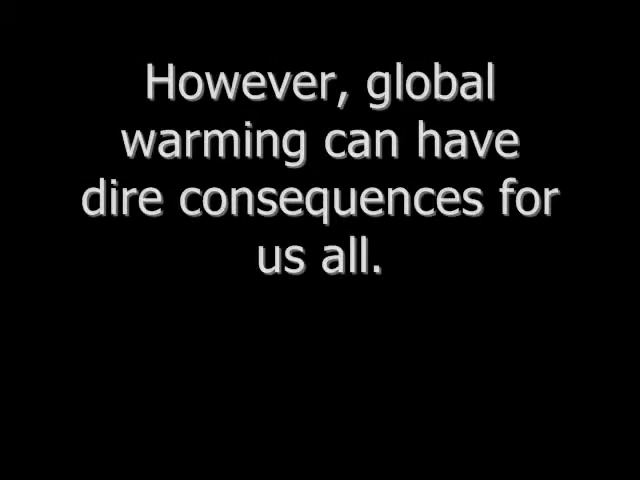 However, global
warming can have
dire consequences for
us all.